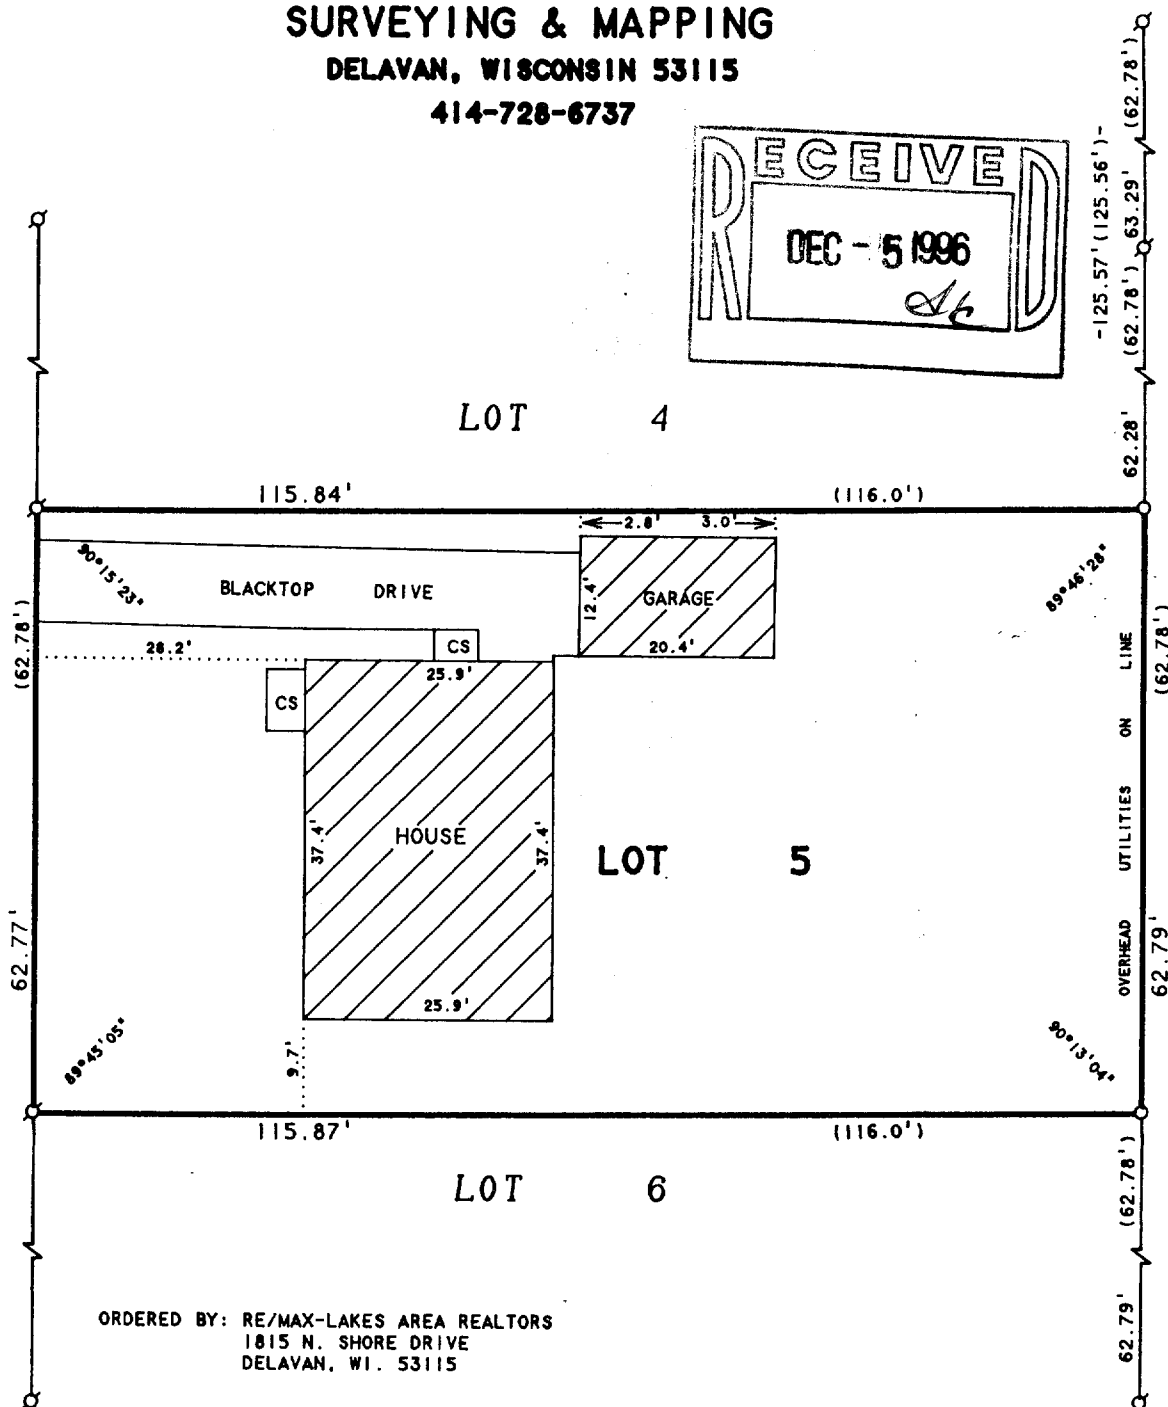 SURVEYING & MAPPING
DELAVAN, WISCONSIN 53115
414-728-6737
RECEIVED
DEC - 5 1996
(62.78')
63.29'
-125.57' (125.56')-
(62.78')
62.28'
LOT 4
115.84' (116.0')
2.8' 3.0'
90°15'23"
89°46'28"
BLACKTOP DRIVE
12.4'
GARAGE
20.4'
(62.78')
28.2'
CS
25.9'
CS
(62.78')
OVERHEAD UTILITIES ON LINE
37.4'
HOUSE
37.4'
LOT 5
62.77'
62.79'
25.9'
9.7'
89°45'05"
90°13'04"
115.87' (116.0')
LOT 6
(62.78')
62.79'
ORDERED BY: RE/MAX-LAKES AREA REALTORS
1815 N. SHORE DRIVE
DELAVAN, WI. 53115